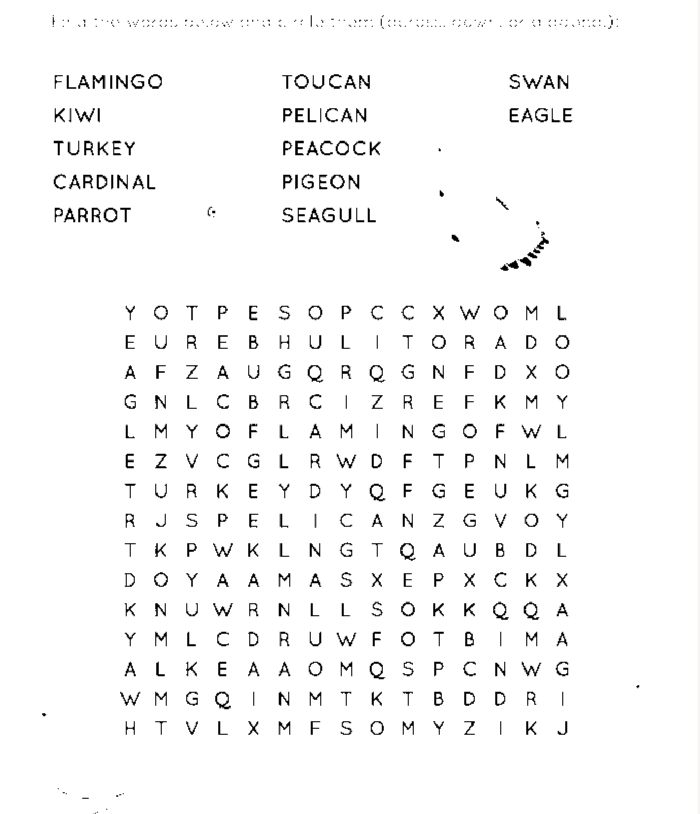 Find the words below and circle them (across, down, or diagonal):
FLAMINGO TOUCAN SWAN
KIWI PELICAN EAGLE
TURKEY PEACOCK
CARDINAL PIGEON
PARROT SEAGULL
Y O T P E S O P C C X W O M L
E U R E B H U L I T O R A D O
A F Z A U G Q R Q G N F D X O
G N L C B R C I Z R E F K M Y
L M Y O F L A M I N G O F W L
E Z V C G L R W D F T P N L M
T U R K E Y D Y Q F G E U K G
R J S P E L I C A N Z G V O Y
T K P W K L N G T Q A U B D L
D O Y A A M A S X E P X C K X
K N U W R N L L S O K K Q Q A
Y M L C D R U W F O T B I M A
A L K E A A O M Q S P C N W G
W M G Q I N M T K T B D D R I
H T V L X M F S O M Y Z I K J